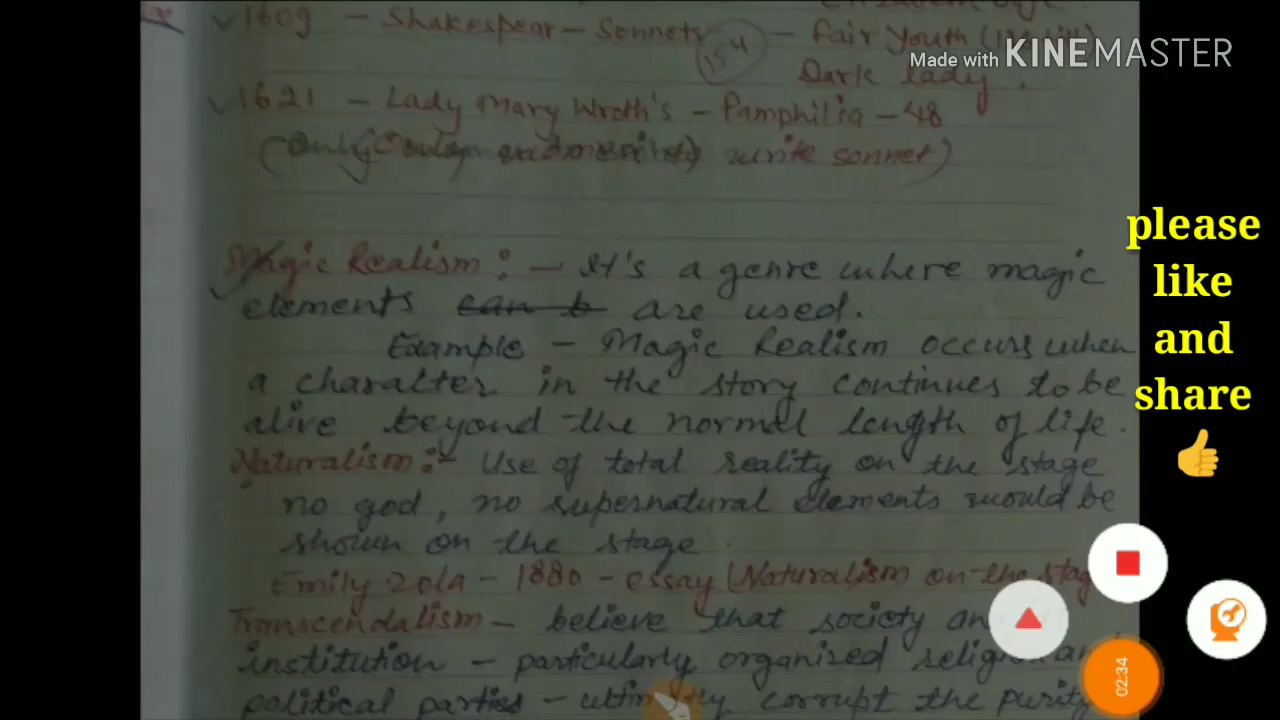 1609 - Shakespear - Sonnets 154 - Fair Youth
Dark lady.
Made with KINEMASTER
1621 - Lady Mary Wroth's - Pamphilia - 48
write sonnet)
Magic Realism : - It's a genre where magic
elements can b are used.
Example - Magic Realism occurs when
a character in the story continues to be
alive beyond the normal length of life.
Naturalism :- Use of total reality on the stage
no god, no supernatural elements would be
shown on the stage.
Emily Zola - 1880 - essay (Naturalism on the stag
Transcendalism - believe that society an
institution - particularly organized
political parties - corrupt the purity
please
like
and
share
👍
02:34